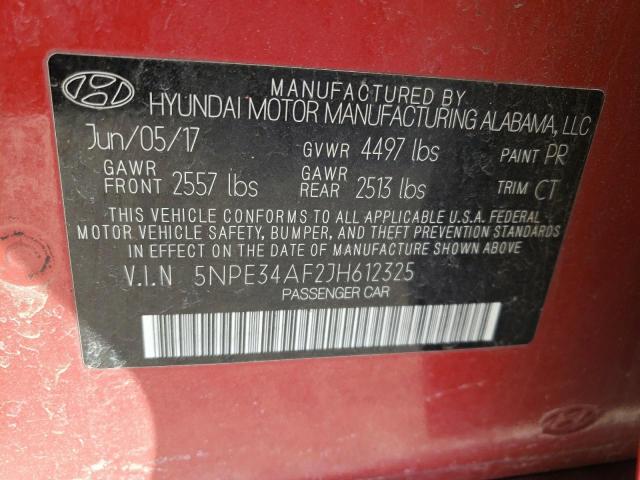 MANUFACTURED BY
HYUNDAI MOTOR MANUFACTURING ALABAMA, LLC
Jun/05/17 GVWR 4497 lbs PAINT PR
GAWR FRONT 2557 lbs GAWR REAR 2513 lbs TRIM CT
THIS VEHICLE CONFORMS TO ALL APPLICABLE U.S.A. FEDERAL
MOTOR VEHICLE SAFETY, BUMPER, AND THEFT PREVENTION STANDARDS
IN EFFECT ON THE DATE OF MANUFACTURE SHOWN ABOVE.
V.I.N 5NPE34AF2JH612325
PASSENGER CAR